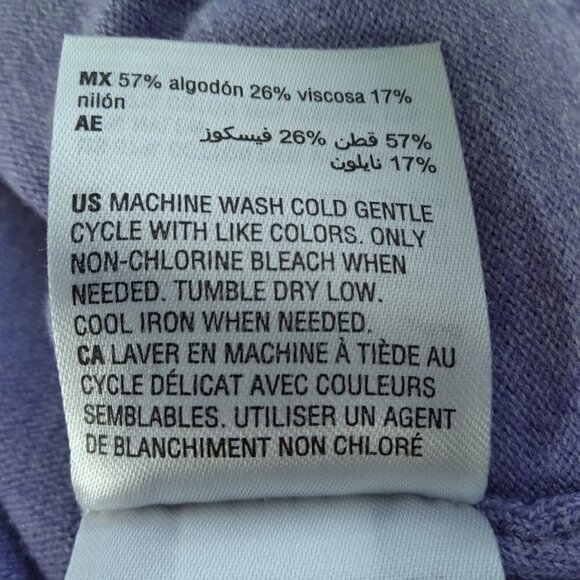 MX 57% algodón 26% viscosa 17%
nilón
AE
57% قطن 26% فيسكوز
17% نايلون
US MACHINE WASH COLD GENTLE
CYCLE WITH LIKE COLORS. ONLY
NON-CHLORINE BLEACH WHEN
NEEDED. TUMBLE DRY LOW.
COOL IRON WHEN NEEDED.
CA LAVER EN MACHINE À TIÈDE AU
CYCLE DÉLICAT AVEC COULEURS
SEMBLABLES. UTILISER UN AGENT
DE BLANCHIMENT NON CHLORÉ